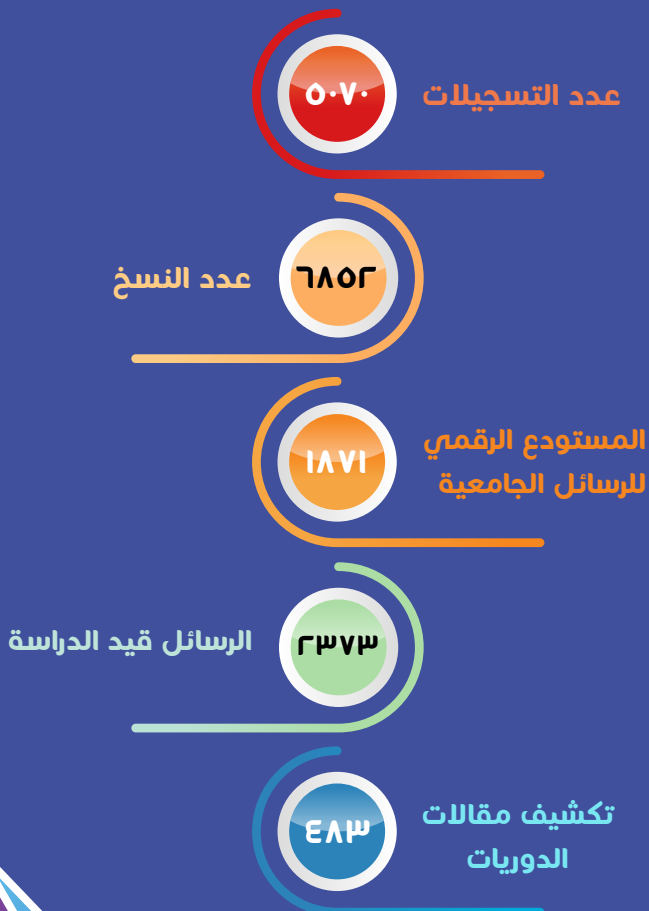 عدد التسجيلات
٥٠٧٠
عدد النسخ
٦٨٥٢
المستودع الرقمي
للرسائل الجامعية
١٨٧١
الرسائل قيد الدراسة
٢٣٧٣
تكشيف مقالات
الدوريات
٤٨٣